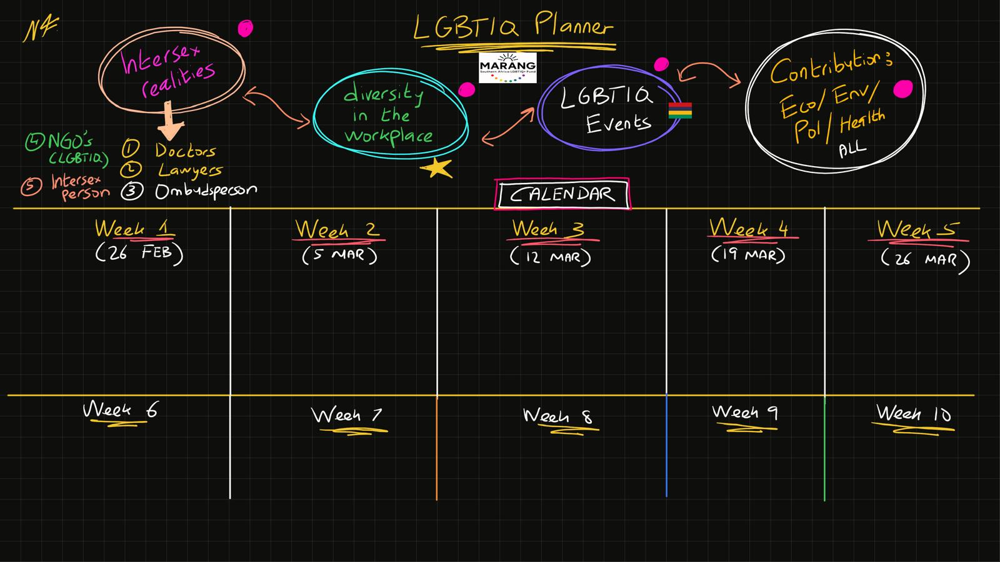 NF
LGBTIQ Planner
MARANG
Southern Africa LGBTIQ+ Fund
Intersex
realities
diversity
in the
workplace
LGBTIQ
Events
Contribution:
Eco/ Env/
Pol/ Health
ALL
④ NGO's
(LGBTIQ)
⑤ Intersex
person
① Doctors
② Lawyers
③ Ombudsperson
CALENDAR
Week 1
(26 FEB)
Week 2
(5 MAR)
Week 3
(12 MAR)
Week 4
(19 MAR)
Week 5
(26 MAR)
Week 6
Week 7
Week 8
Week 9
Week 10